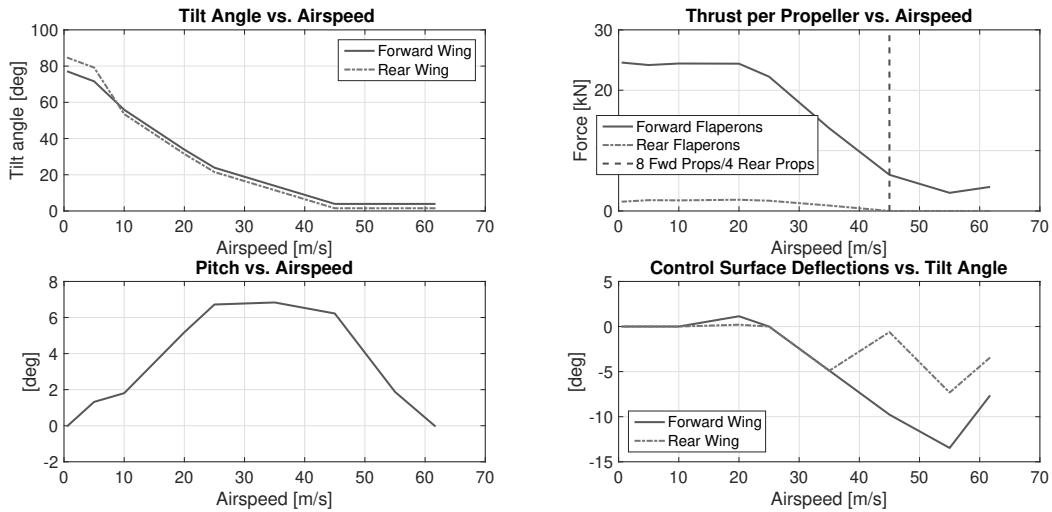 Tilt Angle vs. Airspeed
Tilt angle [deg]
100
80
60
40
20
0
Forward Wing
Rear Wing
0 10 20 30 40 50 60 70
Airspeed [m/s]
Thrust per Propeller vs. Airspeed
Force [kN]
30
20
10
0
Forward Flaperons
Rear Flaperons
8 Fwd Props/4 Rear Props
0 10 20 30 40 50 60 70
Airspeed [m/s]
Pitch vs. Airspeed
[deg]
8
6
4
2
0
-2
0 10 20 30 40 50 60 70
Airspeed [m/s]
Control Surface Deflections vs. Tilt Angle
[deg]
5
0
-5
-10
-15
Forward Wing
Rear Wing
0 10 20 30 40 50 60 70
Airspeed [m/s]